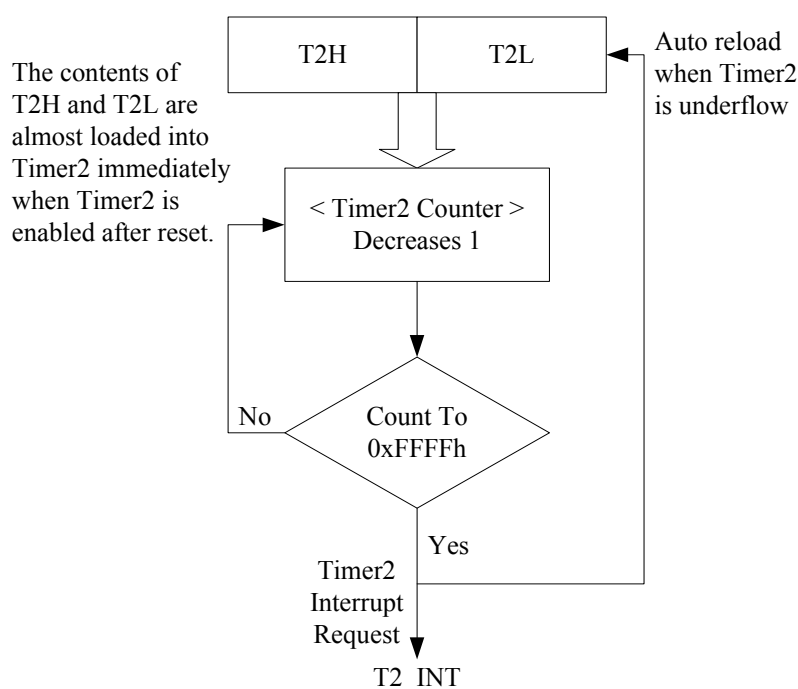 T2H
T2L
Auto reload
when Timer2
is underflow
The contents of
T2H and T2L are
almost loaded into
Timer2 immediately
when Timer2 is
enabled after reset.
< Timer2 Counter >
Decreases 1
No
Count To
0xFFFFh
Yes
Timer2
Interrupt
Request
T2 INT